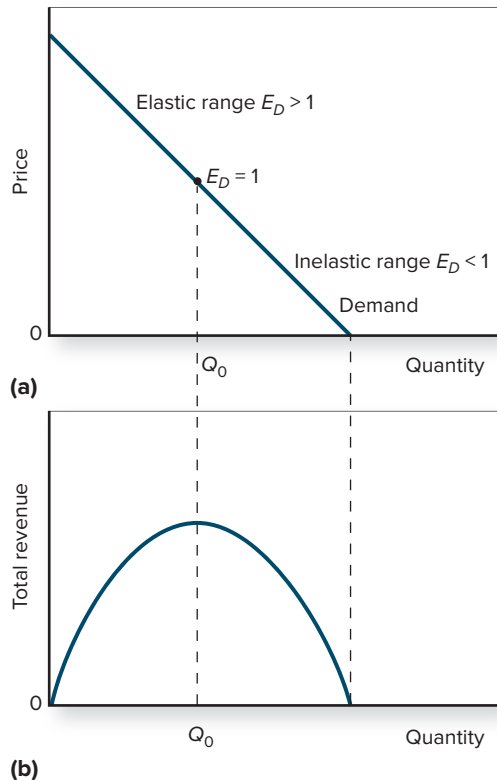 Elastic range E_D > 1
E_D = 1
Price
Inelastic range E_D < 1
Demand
0
Q_0
Quantity
(a)
Total revenue
0
Q_0
Quantity
(b)